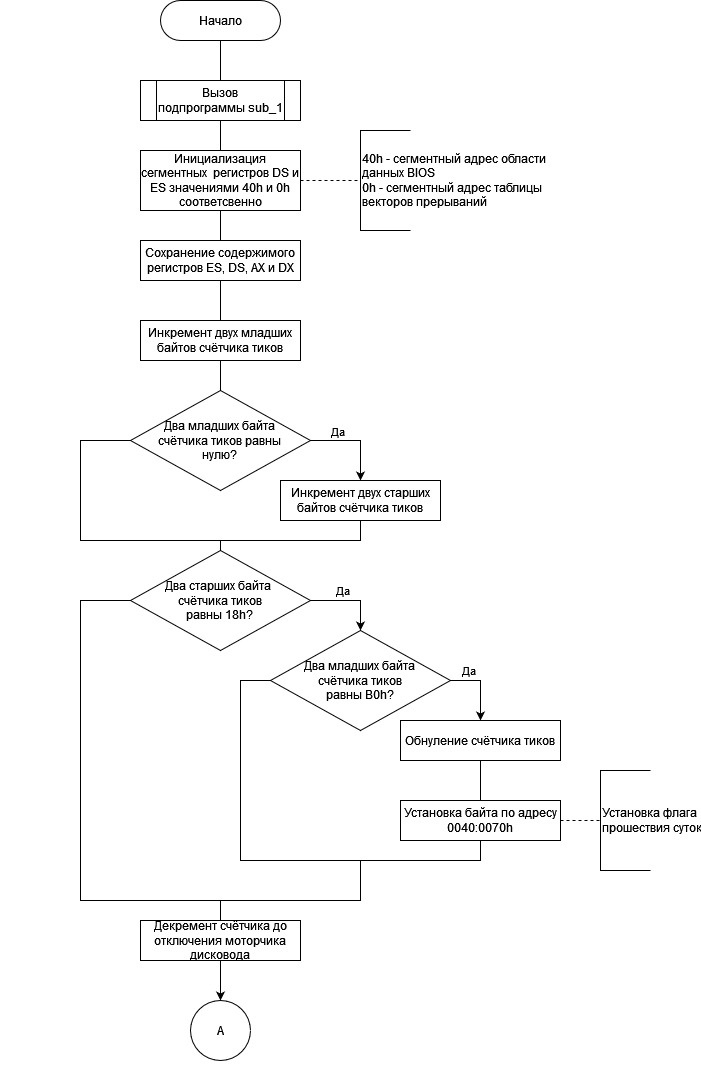 Начало
Вызов
подпрограммы sub_1
Инициализация
сегментных регистров DS и
ES значениями 40h и 0h
соответсвенно
40h - сегментный адрес области
данных BIOS
0h - сегментный адрес таблицы
векторов прерываний
Сохранение содержимого
регистров ES, DS, AX и DX
Инкремент двух младших
байтов счётчика тиков
Два младших байта
счётчика тиков равны
нулю?
Да
Инкремент двух старших
байтов счётчика тиков
Два старших байта
счётчика тиков
равны 18h?
Да
Два младших байта
счётчика тиков
равны B0h?
Да
Обнуление счётчика тиков
Установка байта по адресу
0040:0070h
Установка флага
прошествия суток
Декремент счётчика до
отключения моторчика
дисковода
А